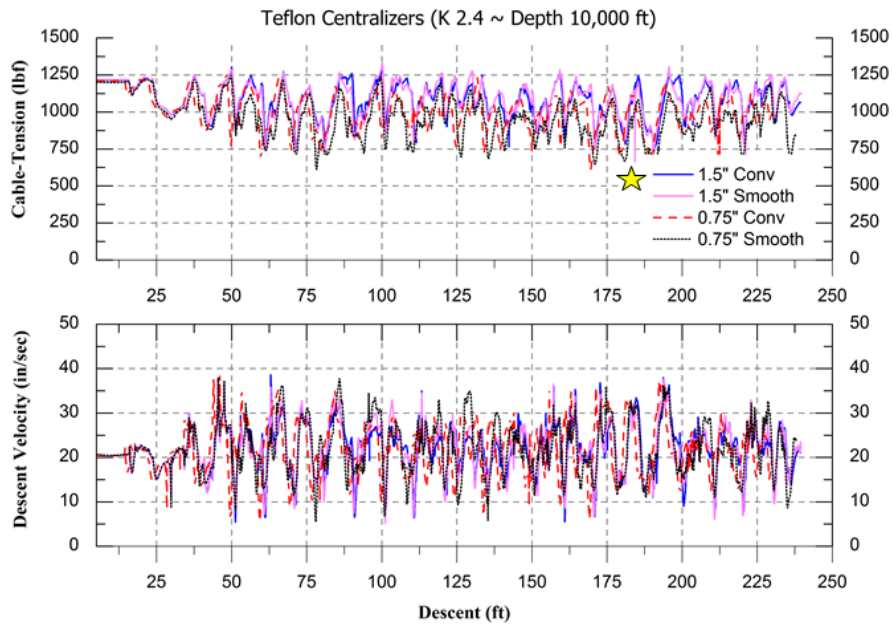 Teflon Centralizers (K 2.4 ~ Depth 10,000 ft)
1500 1500
1250 1250
1000 1000
750 750
500 500
250 250
0 0
Cable-Tension (lbf)
1.5" Conv
1.5" Smooth
0.75" Conv
0.75" Smooth
25 50 75 100 125 150 175 200 225 250
50 50
40 40
30 30
20 20
10 10
0 0
Descent Velocity (in/sec)
25 50 75 100 125 150 175 200 225 250
Descent (ft)